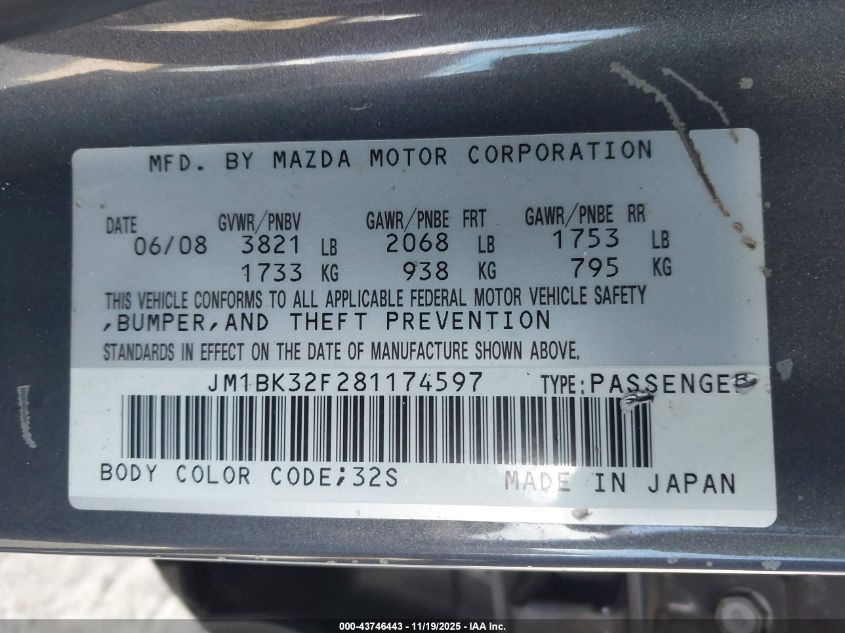 MFD. BY MAZDA MOTOR CORPORATION
DATE GVWR/PNBV GAWR/PNBE FRT GAWR/PNBE RR
06/08 3821 LB 2068 LB 1753 LB
1733 KG 938 KG 795 KG
THIS VEHICLE CONFORMS TO ALL APPLICABLE FEDERAL MOTOR VEHICLE SAFETY
,BUMPER,AND THEFT PREVENTION
STANDARDS IN EFFECT ON THE DATE OF MANUFACTURE SHOWN ABOVE.
JM1BK32F281174597 TYPE:PASSENGER
BODY COLOR CODE;32S MADE IN JAPAN
000-43746443 - 11/19/2025 - IAA Inc.